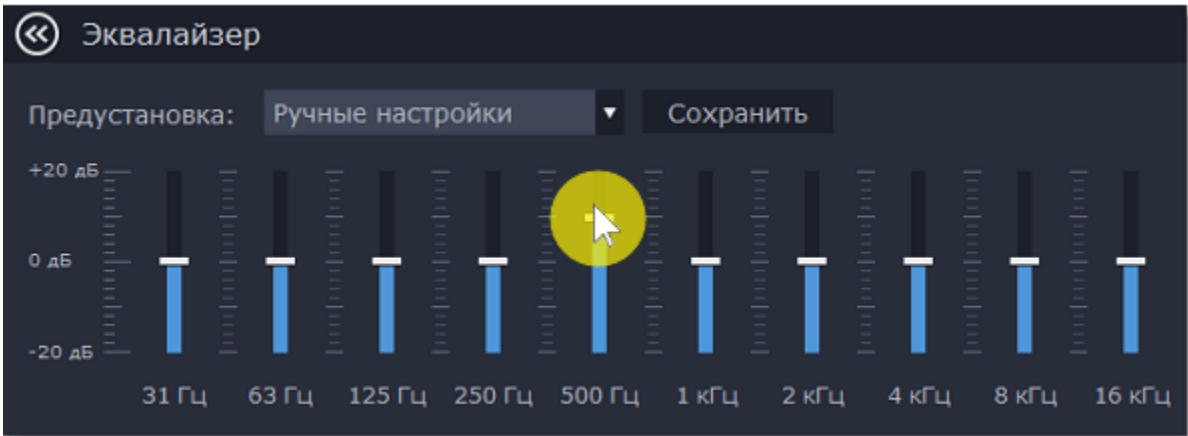 Эквалайзер
Предустановка: Ручные настройки Сохранить
+20 дБ
0 дБ
-20 дБ
31 Гц 63 Гц 125 Гц 250 Гц 500 Гц 1 кГц 2 кГц 4 кГц 8 кГц 16 кГц